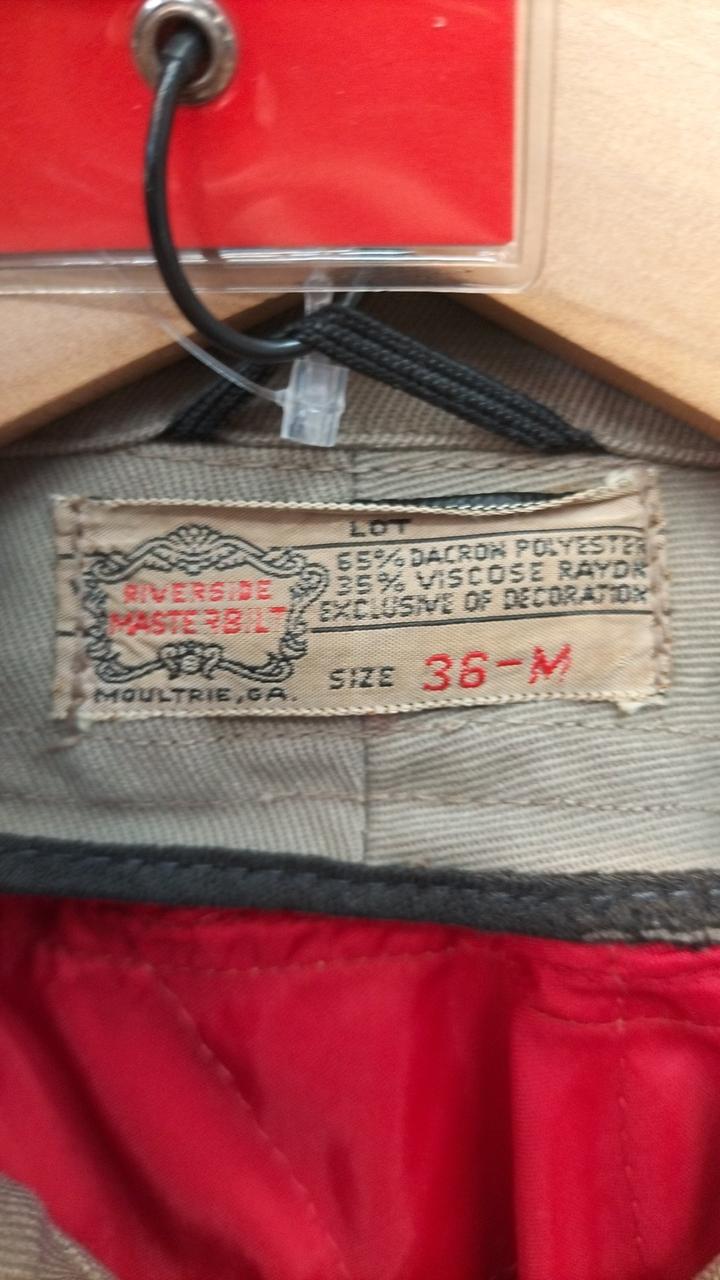 LOT
65% DACRON POLYESTER
35% VISCOSE RAYON
EXCLUSIVE OF DECORATION
RIVERSIDE
MASTERBILT
SIZE 36-M
MOULTRIE, GA.